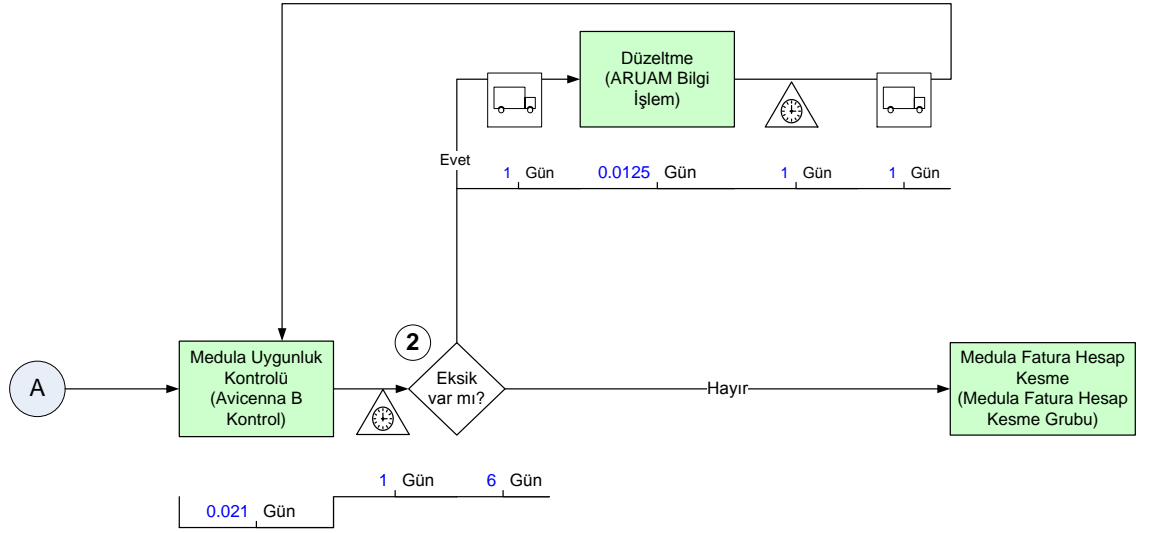 Düzeltme
(ARUAM Bilgi
İşlem)
Evet
1 Gün
0.0125 Gün
1 Gün
1 Gün
A
Medula Uygunluk
Kontrolü
(Avicenna B
Kontrol)
2
Eksik
var mı?
Hayır
Medula Fatura Hesap
Kesme
(Medula Fatura Hesap
Kesme Grubu)
1 Gün
6 Gün
0.021 Gün